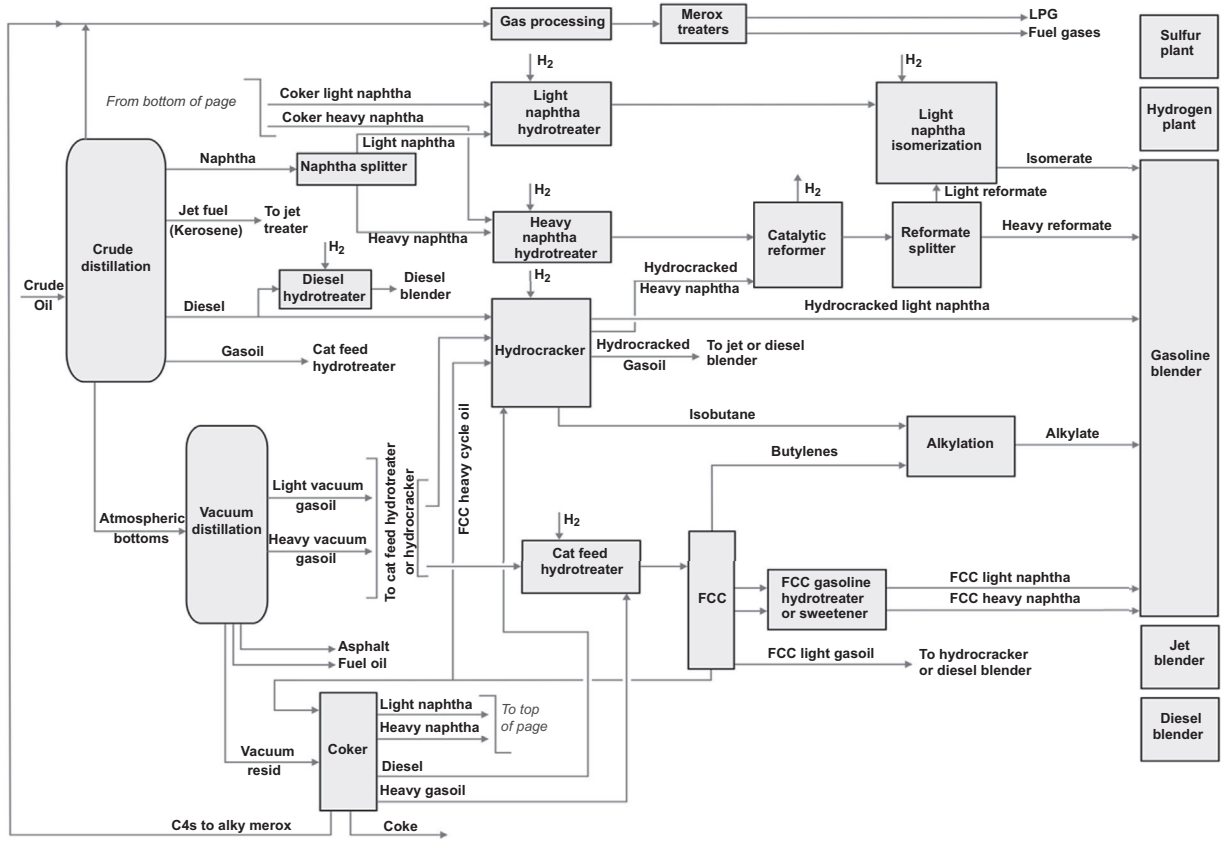 Gas processing
Merox
treaters
LPG
Fuel gases
Sulfur
plant
H2
H2
From bottom of page
Coker light naphtha
Coker heavy naphtha
Light naphtha
Light
naphtha
hydrotreater
Light
naphtha
isomerization
Hydrogen
plant
Naphtha
Naphtha splitter
Isomerate
H2
H2
Light reformate
Jet fuel
(Kerosene)
To jet
treater
Heavy naphtha
Heavy
naphtha
hydrotreater
Catalytic
reformer
Reformate
splitter
Heavy reformate
Crude
distillation
H2
Crude
Oil
Diesel
hydrotreater
Diesel
blender
H2
Hydrocracked
Heavy naphtha
Diesel
Hydrocracked light naphtha
Hydrocracker
Gasoil
Cat feed
hydrotreater
Hydrocracked
Gasoil
To jet or diesel
blender
Gasoline
blender
Isobutane
Butylenes
Alkylation
Alkylate
FCC heavy cycle oil
To cat feed hydrotreater
or hydrocracker
Light vacuum
gasoil
Vacuum
distillation
Atmospheric
bottoms
Heavy vacuum
gasoil
H2
Cat feed
hydrotreater
FCC
FCC gasoline
hydrotreater
or sweetener
FCC light naphtha
FCC heavy naphtha
Asphalt
Fuel oil
FCC light gasoil
To hydrocracker
or diesel blender
Jet
blender
Light naphtha
Heavy naphtha
To top
of page
Diesel
blender
Vacuum
resid
Coker
Diesel
Heavy gasoil
C4s to alky merox
Coke